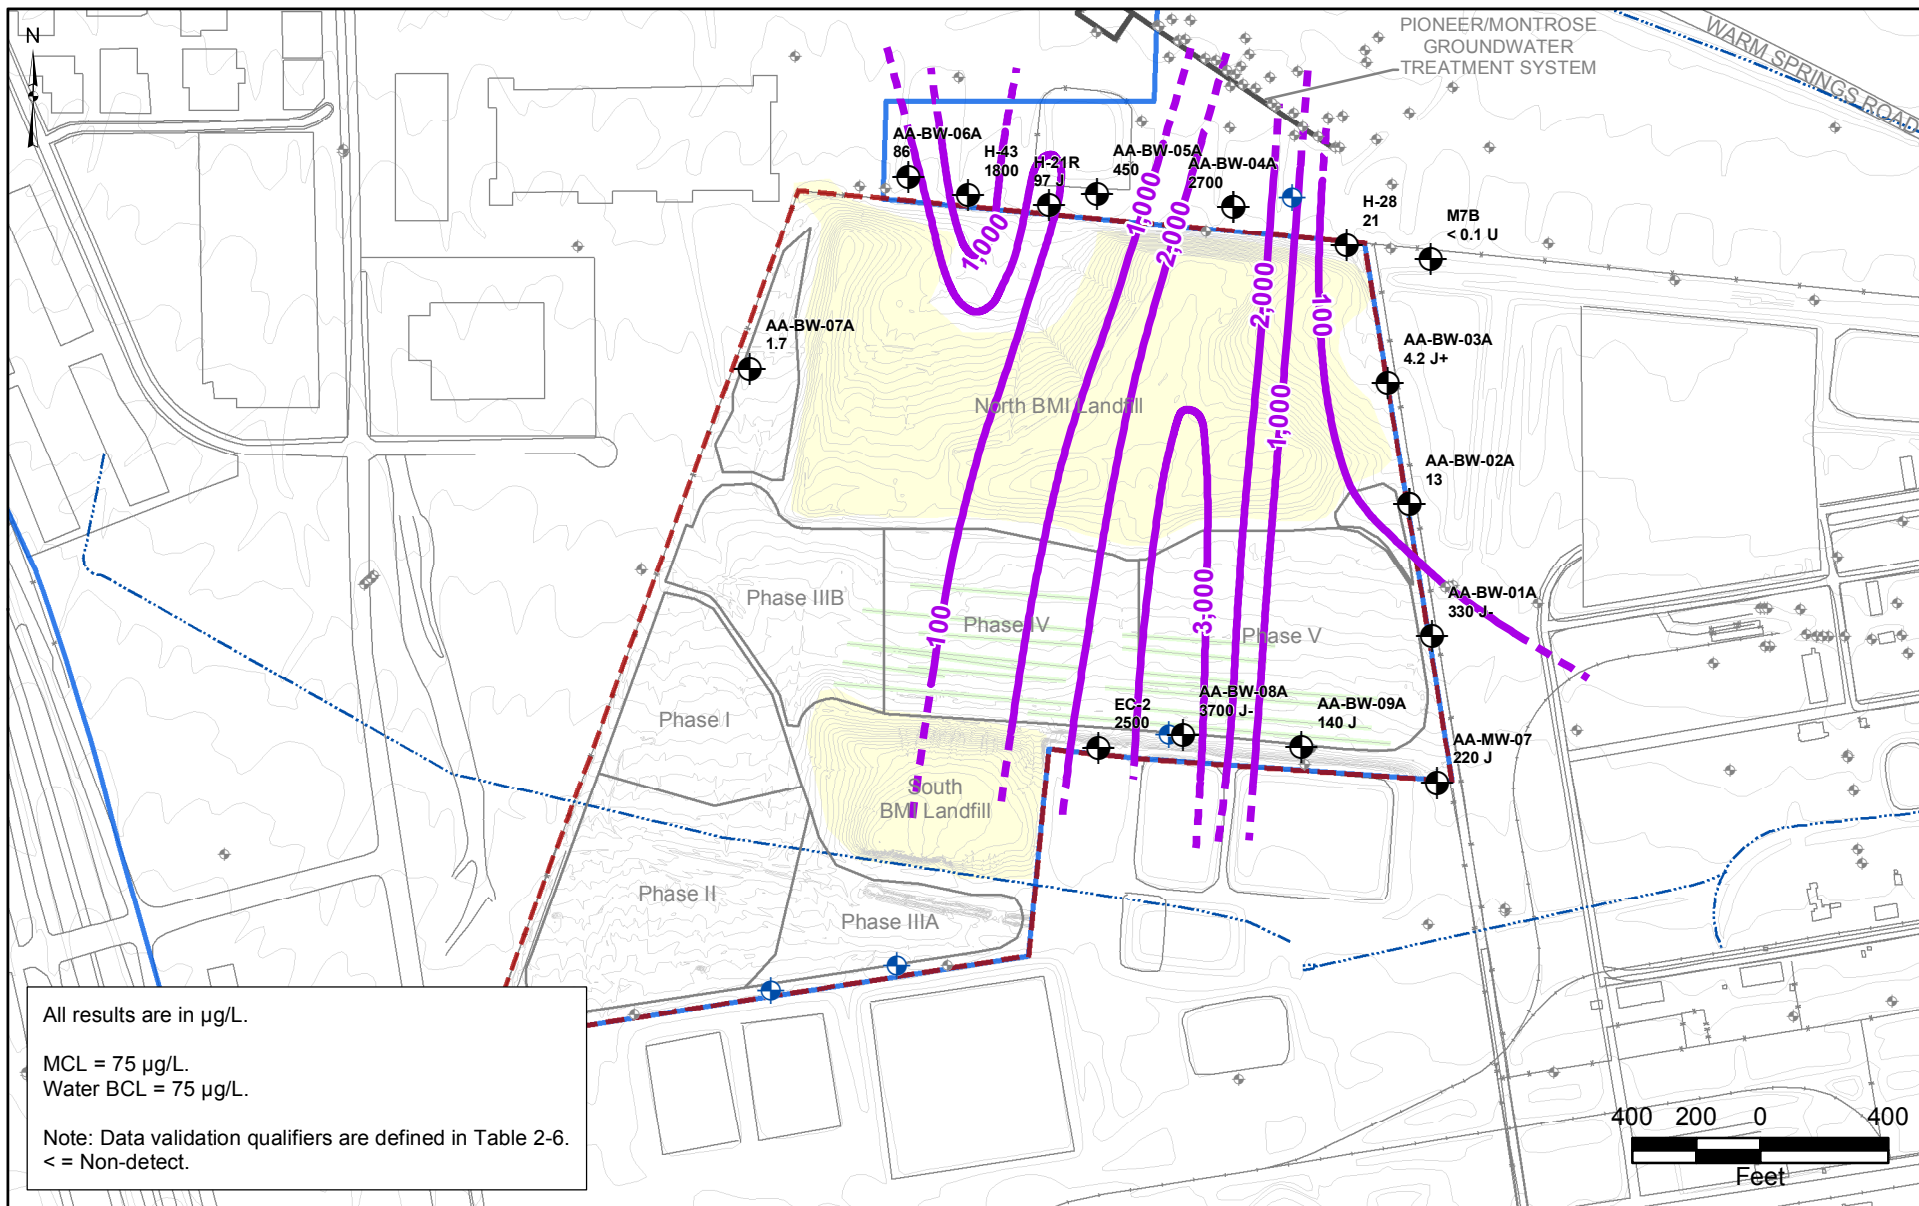 N
PIONEER/MONTROSE
GROUNDWATER
TREATMENT SYSTEM
WARM SPRINGS ROAD
AA-BW-06A
86
H-43
1800
H-21R
97 J
AA-BW-05A
450
AA-BW-04A
2700
H-28
21
M7B
< 0.1 U
1,000
1,000
2,000
2,000
100
AA-BW-07A
1.7
AA-BW-03A
4.2 J+
North BMI Landfill
1,000
AA-BW-02A
13
Phase IIIB
100
Phase IV
3,000
Phase V
AA-BW-01A
330 J-
Phase I
EC-2
2500
AA-BW-08A
3700 J-
AA-BW-09A
140 J
AA-MW-07
220 J
South
BMI Landfill
Phase II
Phase IIIA
All results are in µg/L.
MCL = 75 µg/L.
Water BCL = 75 µg/L.
Note: Data validation qualifiers are defined in Table 2-6.
< = Non-detect.
400 200 0 400
Feet